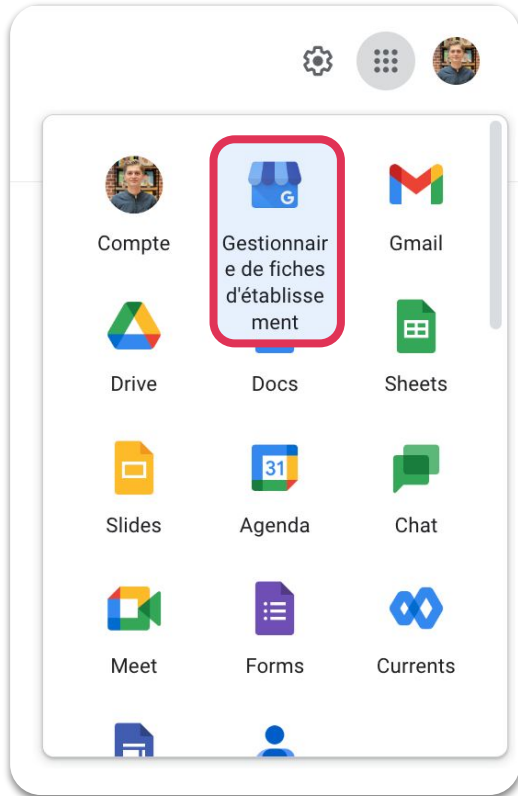 Compte
Gestionnair
e de fiches
d'établisse
ment
G
Gmail
Drive
Docs
Sheets
Slides
31
Agenda
Chat
Meet
Forms
Currents